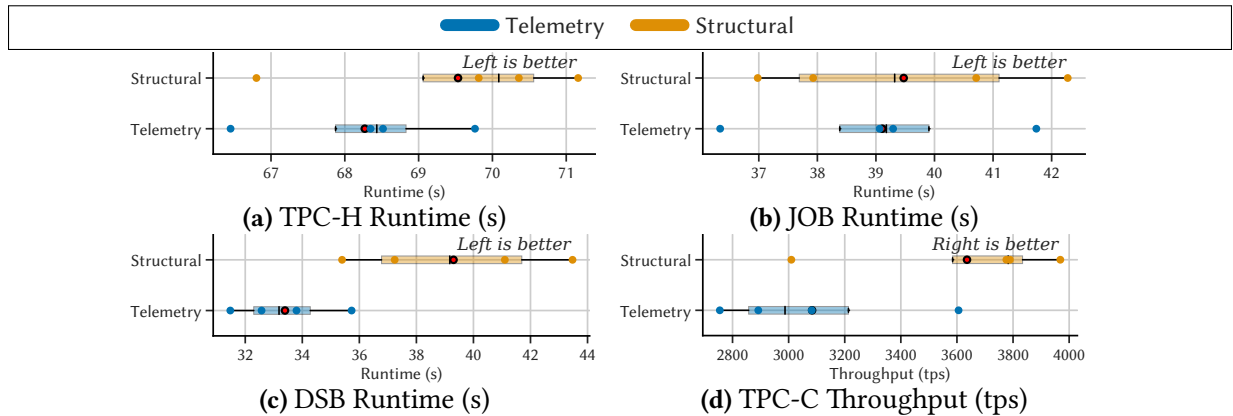 Telemetry Structural
Left is better
Structural
Telemetry
67 68 69 70 71
Runtime (s)
(a) TPC-H Runtime (s)
Left is better
37 38 39 40 41 42
Runtime (s)
(b) JOB Runtime (s)
Left is better
Structural
Telemetry
32 34 36 38 40 42 44
Runtime (s)
(c) DSB Runtime (s)
Right is better
Structural
Telemetry
2800 3000 3200 3400 3600 3800 4000
Throughput (tps)
(d) TPC-C Throughput (tps)